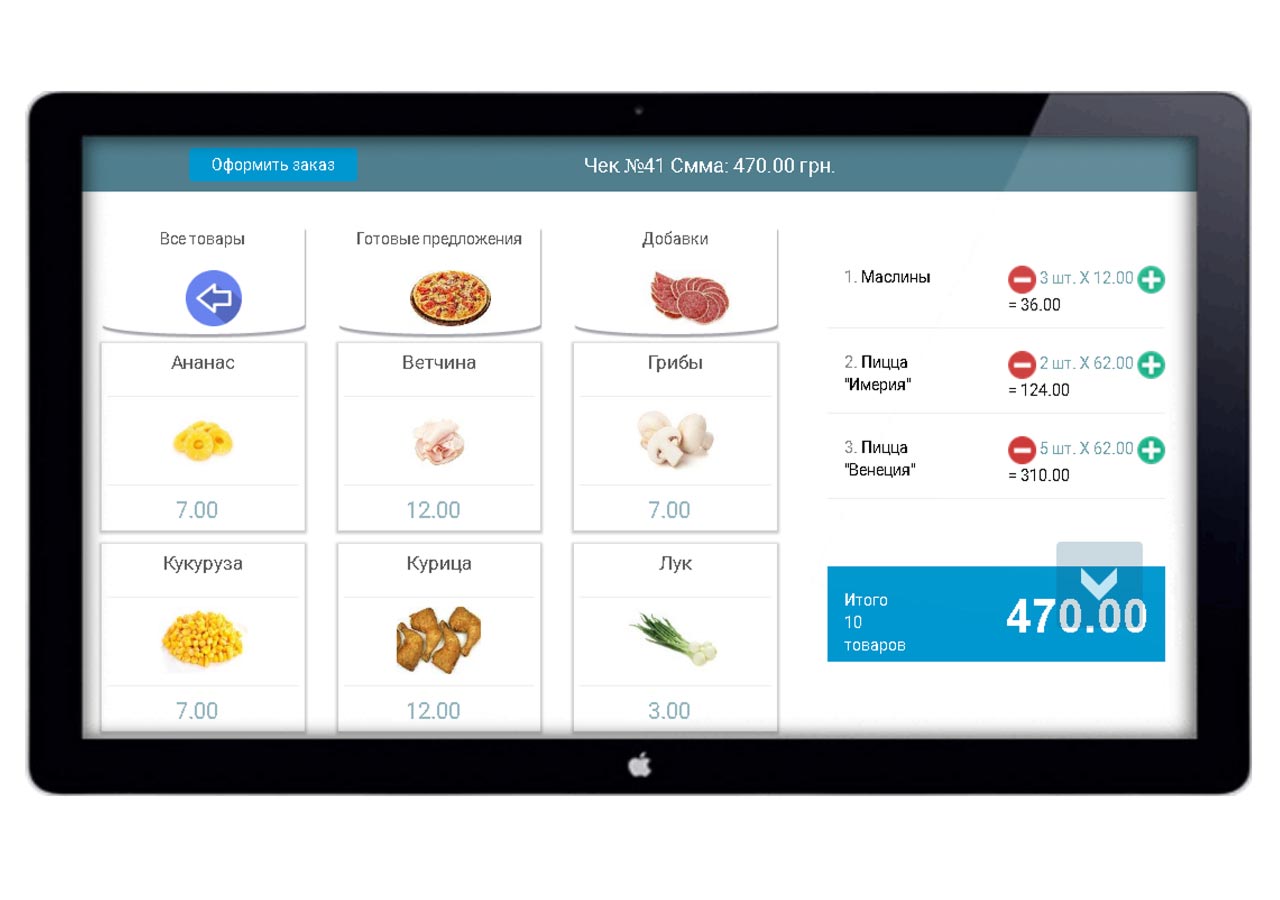 Оформить заказ
Чек №41 Смма: 470.00 грн.
Все товары
Готовые предложения
Добавки
Ананас
Ветчина
Грибы
7.00
12.00
7.00
Кукуруза
Курица
Лук
7.00
12.00
3.00
1. Маслины
3 шт. X 12.00
= 36.00
2. Пицца
"Имерия"
2 шт. X 62.00
= 124.00
3. Пицца
"Венеция"
5 шт. X 62.00
= 310.00
Итого
10
товаров
470.00